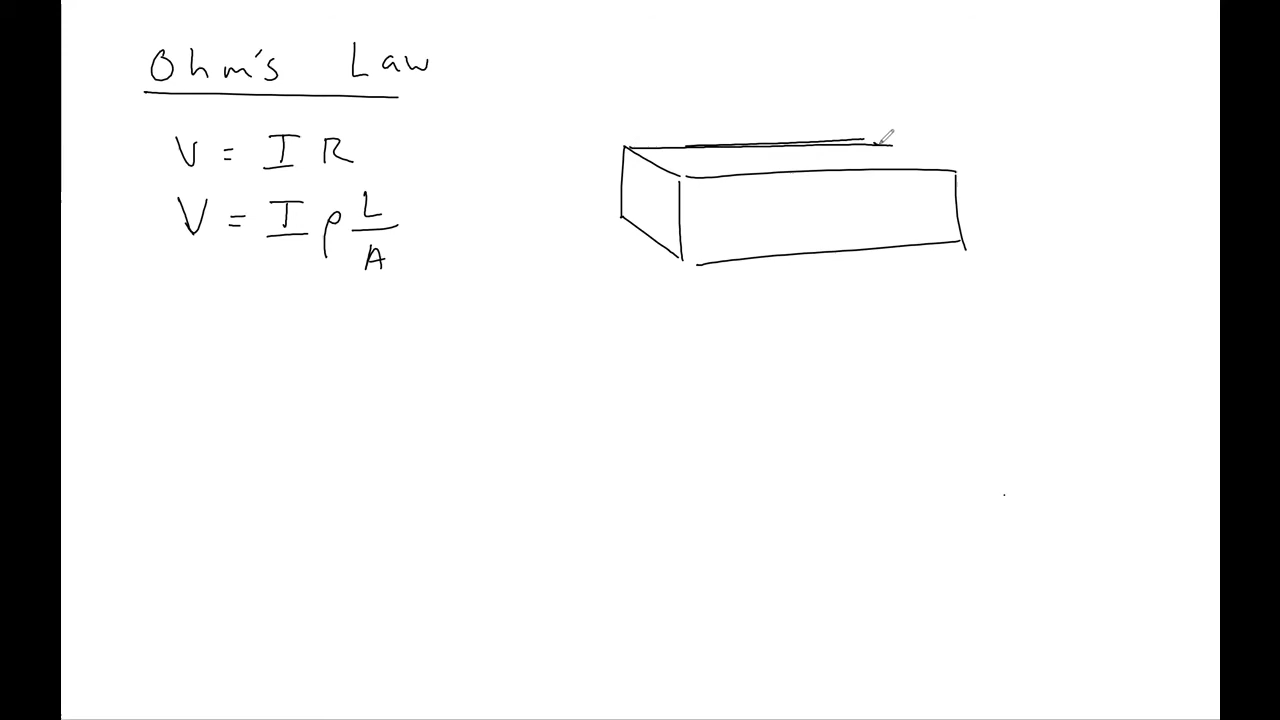 Ohm's Law
V = I R
V = I ρ L/A